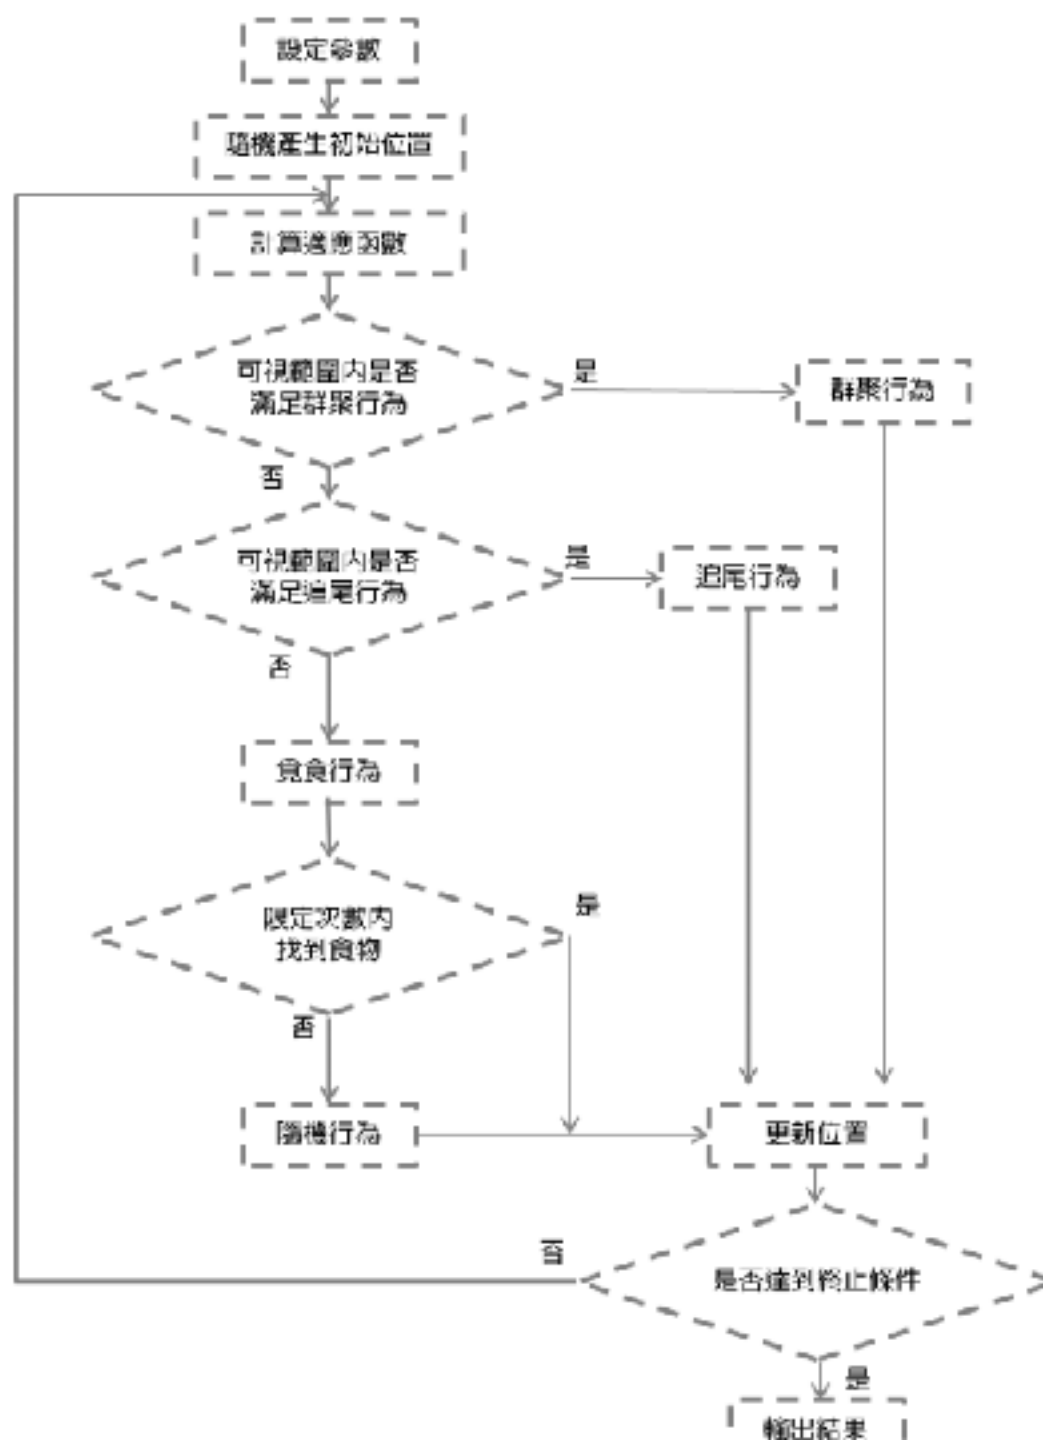 設定參數
隨機產生初始位置
計算適應函數
可視範圍內是否
滿足群聚行為
是
群聚行為
否
可視範圍內是否
滿足追尾行為
是
追尾行為
否
覓食行為
限定次數內
找到食物
是
否
隨機行為
更新位置
否
是否達到終止條件
是
輸出結果